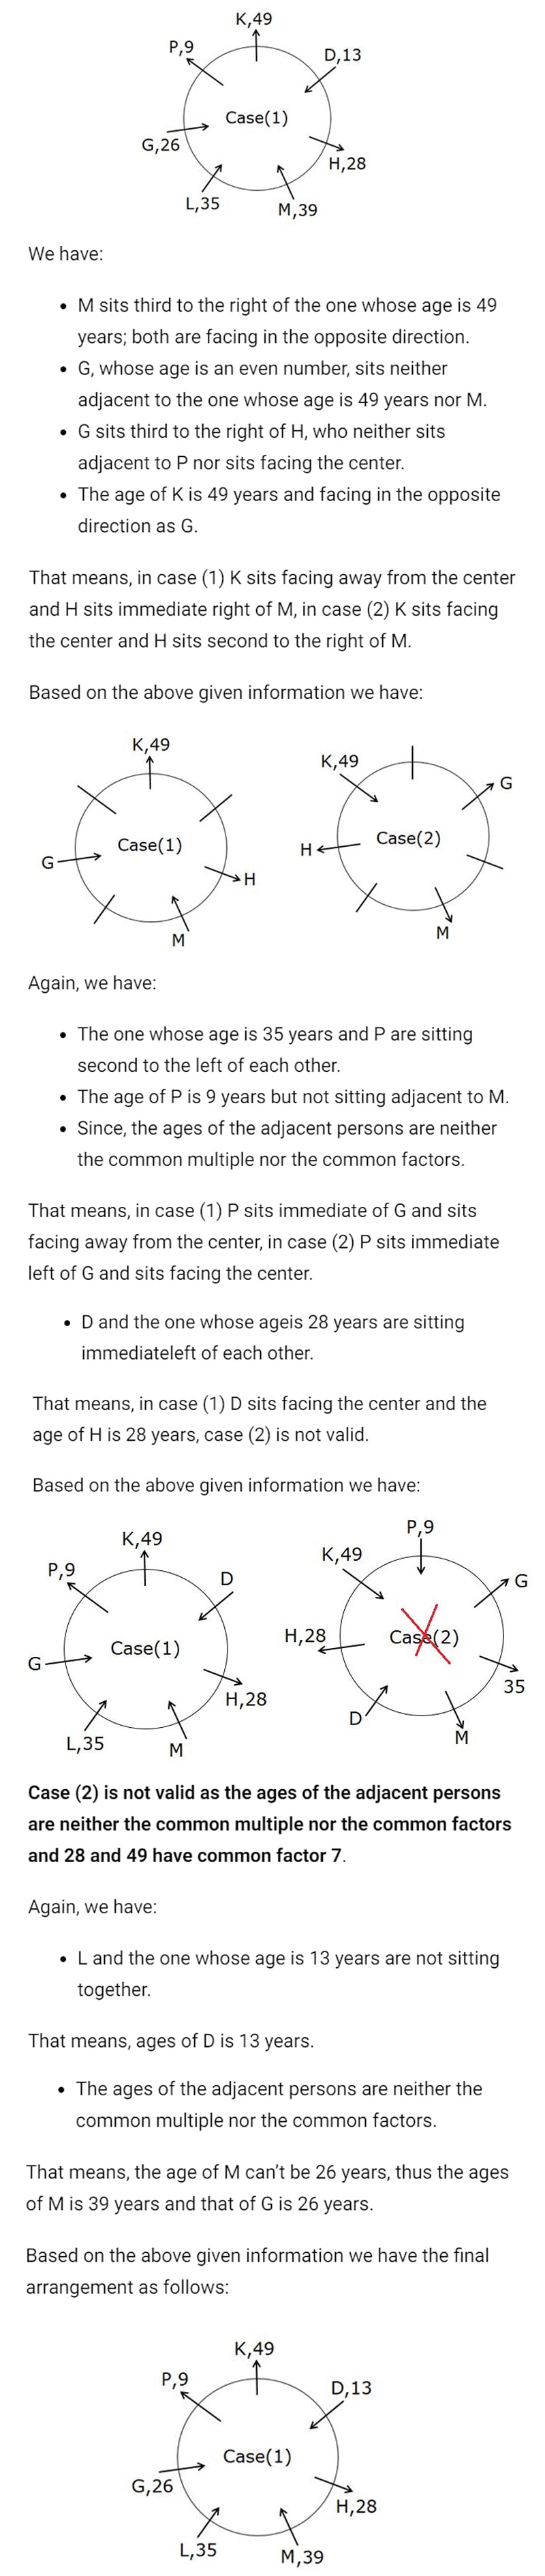 K,49
P,9
D,13
Case(1)
G,26
H,28
L,35
M,39
We have:
• M sits third to the right of the one whose age is 49
years; both are facing in the opposite direction.
• G, whose age is an even number, sits neither
adjacent to the one whose age is 49 years nor M.
• G sits third to the right of H, who neither sits
adjacent to P nor sits facing the center.
• The age of K is 49 years and facing in the opposite
direction as G.
That means, in case (1) K sits facing away from the center
and H sits immediate right of M, in case (2) K sits facing
the center and H sits second to the right of M.
Based on the above given information we have:
K,49
Case(1)
G
H
M
K,49
G
Case(2)
H
M
Again, we have:
• The one whose age is 35 years and P are sitting
second to the left of each other.
• The age of P is 9 years but not sitting adjacent to M.
• Since, the ages of the adjacent persons are neither
the common multiple nor the common factors.
That means, in case (1) P sits immediate of G and sits
facing away from the center, in case (2) P sits immediate
left of G and sits facing the center.
• D and the one whose ageis 28 years are sitting
immediateleft of each other.
That means, in case (1) D sits facing the center and the
age of H is 28 years, case (2) is not valid.
Based on the above given information we have:
K,49
P,9
D
Case(1)
G
H,28
L,35
M
P,9
K,49
G
H,28
Case(2)
35
D
M
Case (2) is not valid as the ages of the adjacent persons
are neither the common multiple nor the common factors
and 28 and 49 have common factor 7.
Again, we have:
• L and the one whose age is 13 years are not sitting
together.
That means, ages of D is 13 years.
• The ages of the adjacent persons are neither the
common multiple nor the common factors.
That means, the age of M can't be 26 years, thus the ages
of M is 39 years and that of G is 26 years.
Based on the above given information we have the final
arrangement as follows:
K,49
P,9
D,13
Case(1)
G,26
H,28
L,35
M,39